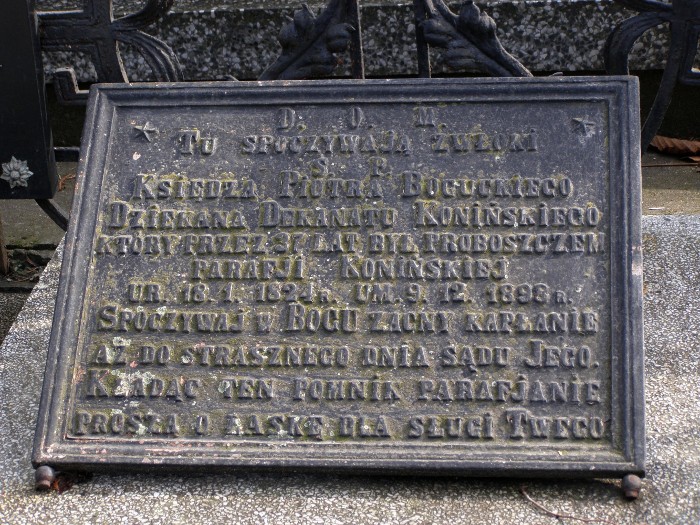 D. O. M.
TU SPOCZYWAJĄ ZWŁOKI
Ś. P.
KSIĘDZA PIOTRA BOGUCKIEGO
DZIEKANA DEKANATU KONIŃSKIEGO
KTÓRY PRZEZ 37 LAT BYŁ PROBOSZCZEM
PARAFJI KONIŃSKIEJ
UR. 18. 1. 1824 R. UM. 9. 12. 1898 R.
SPOCZYWAJ W BOGU ZACNY KAPŁANIE
AŻ DO STRASZNEGO DNIA SĄDU JEGO.
KŁADĄC TEN POMNIK PARAFJANIE
PROSZĄ O ŁASKĘ DLA SŁUGI TWEGO